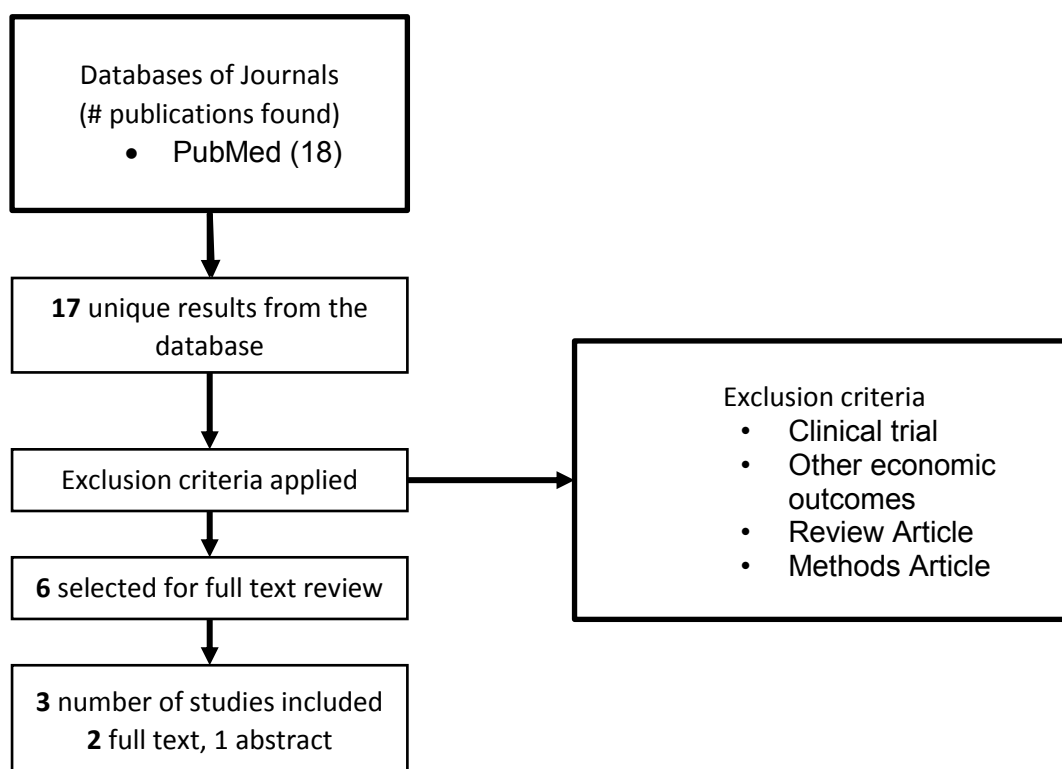 Databases of Journals
(# publications found)
• PubMed (18)
17 unique results from the
database
Exclusion criteria applied
6 selected for full text review
3 number of studies included
2 full text, 1 abstract
Exclusion criteria
• Clinical trial
• Other economic
outcomes
• Review Article
• Methods Article